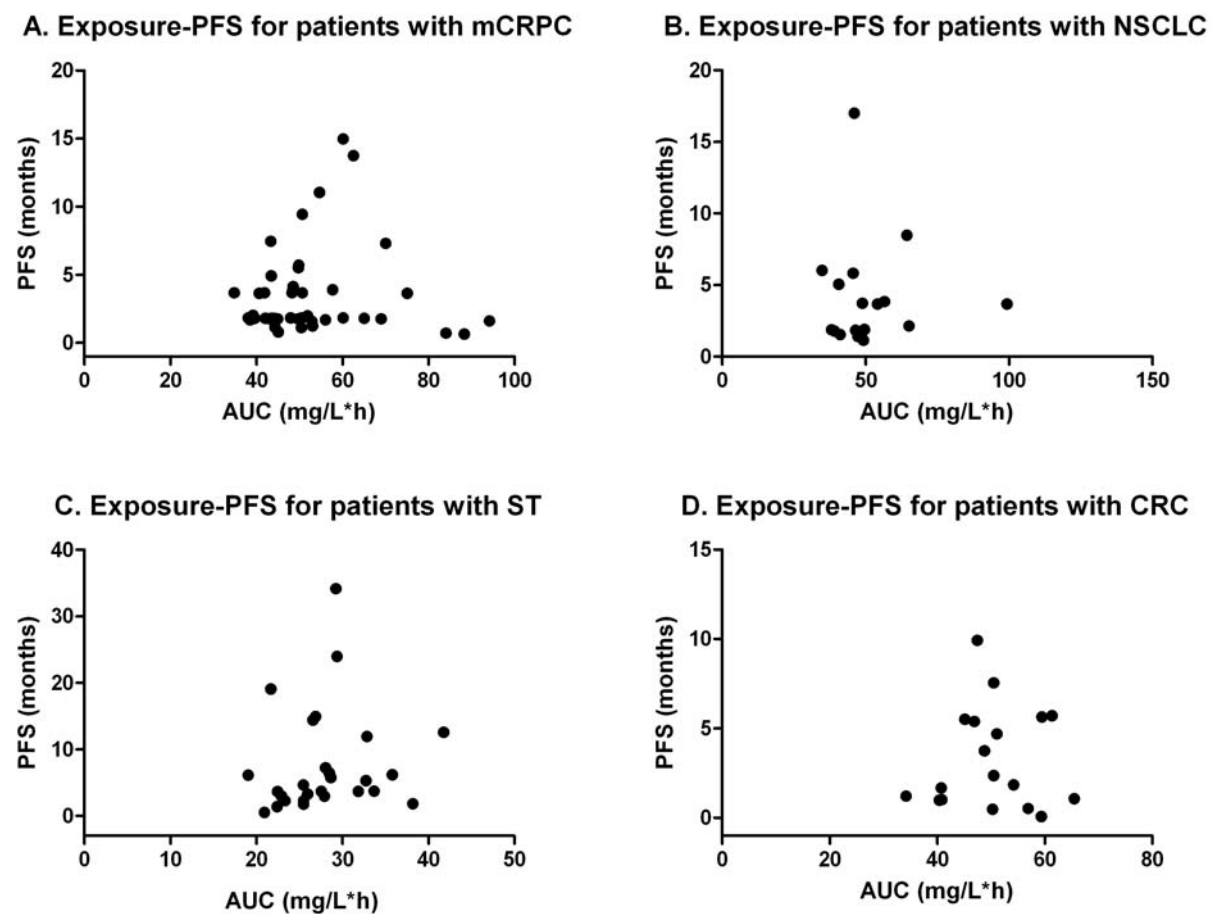 A. Exposure-PFS for patients with mCRPC
PFS (months)
20
15
10
5
0
0 20 40 60 80 100
AUC (mg/L*h)
B. Exposure-PFS for patients with NSCLC
PFS (months)
20
15
10
5
0
0 50 100 150
AUC (mg/L*h)
C. Exposure-PFS for patients with ST
PFS (months)
40
30
20
10
0
0 10 20 30 40 50
AUC (mg/L*h)
D. Exposure-PFS for patients with CRC
PFS (months)
15
10
5
0
0 20 40 60 80
AUC (mg/L*h)